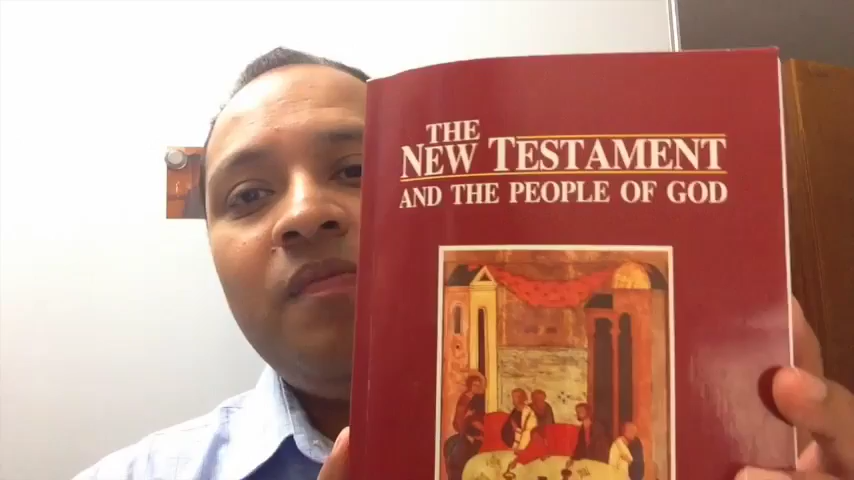 THE
NEW TESTAMENT
AND THE PEOPLE OF GOD